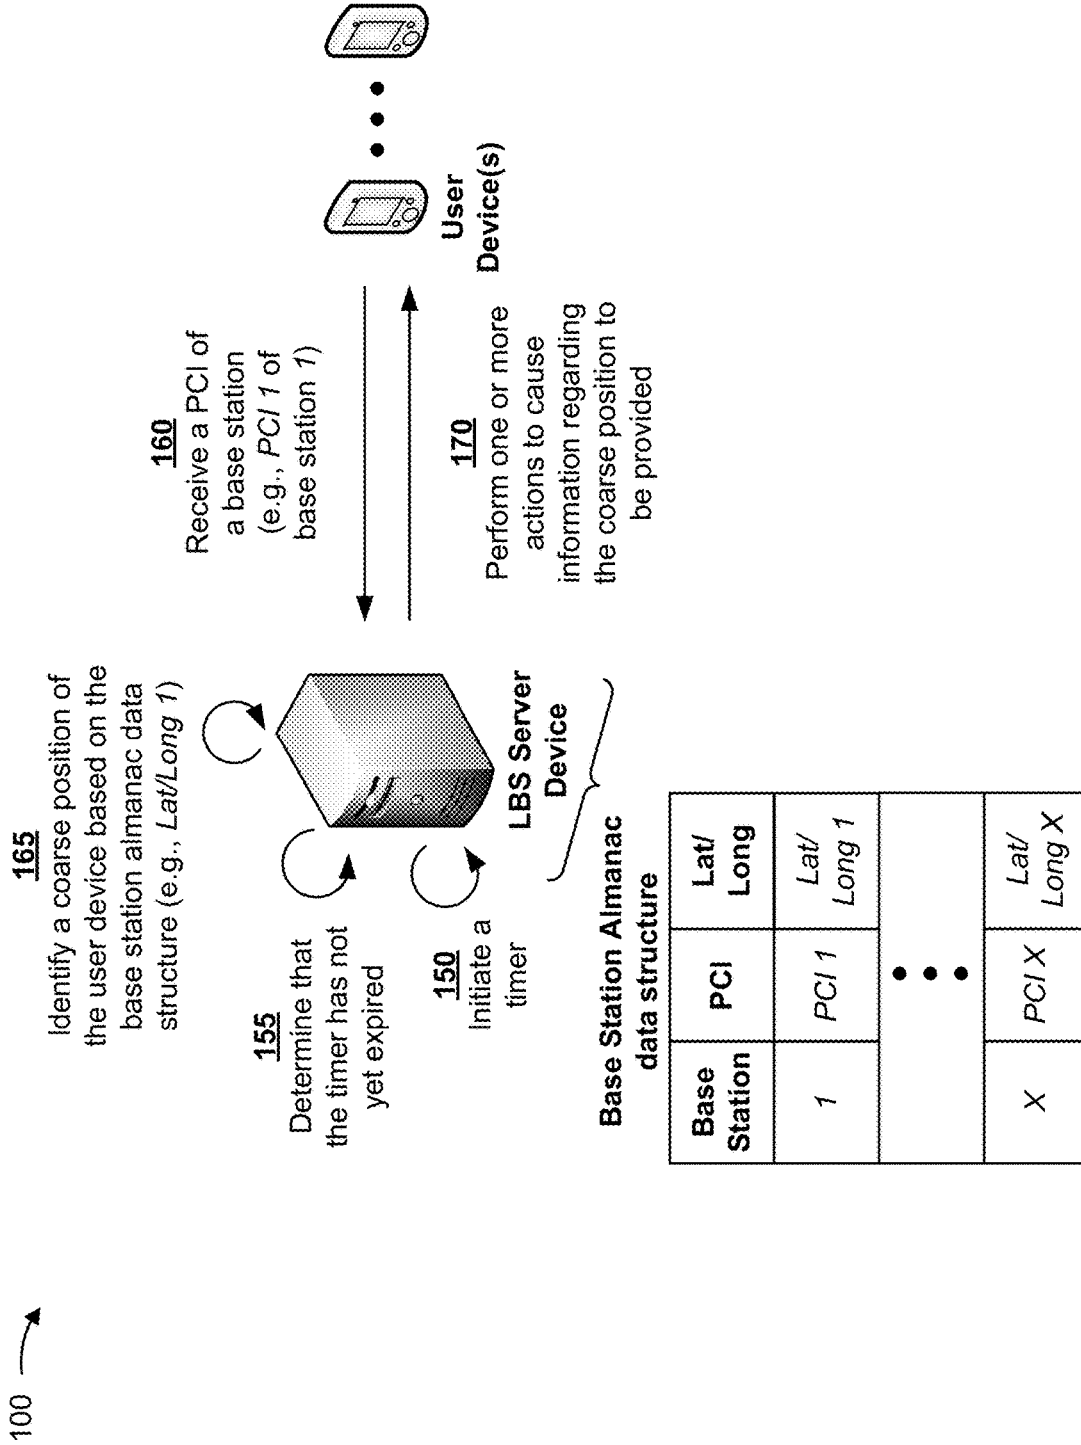 100
165
Identify a coarse position of
the user device based on the
base station almanac data
structure (e.g., Lat/Long 1)
155
Determine that
the timer has not
yet expired
150
Initiate a
timer
LBS Server
Device
160
Receive a PCI of
a base station
(e.g., PCI 1 of
base station 1)
170
Perform one or more
actions to cause
information regarding
the coarse position to
be provided
User
Device(s)
Base Station Almanac
data structure
Base
Station
PCI
Lat/
Long
1
PCI 1
Lat/
Long 1
X
PCI X
Lat/
Long X